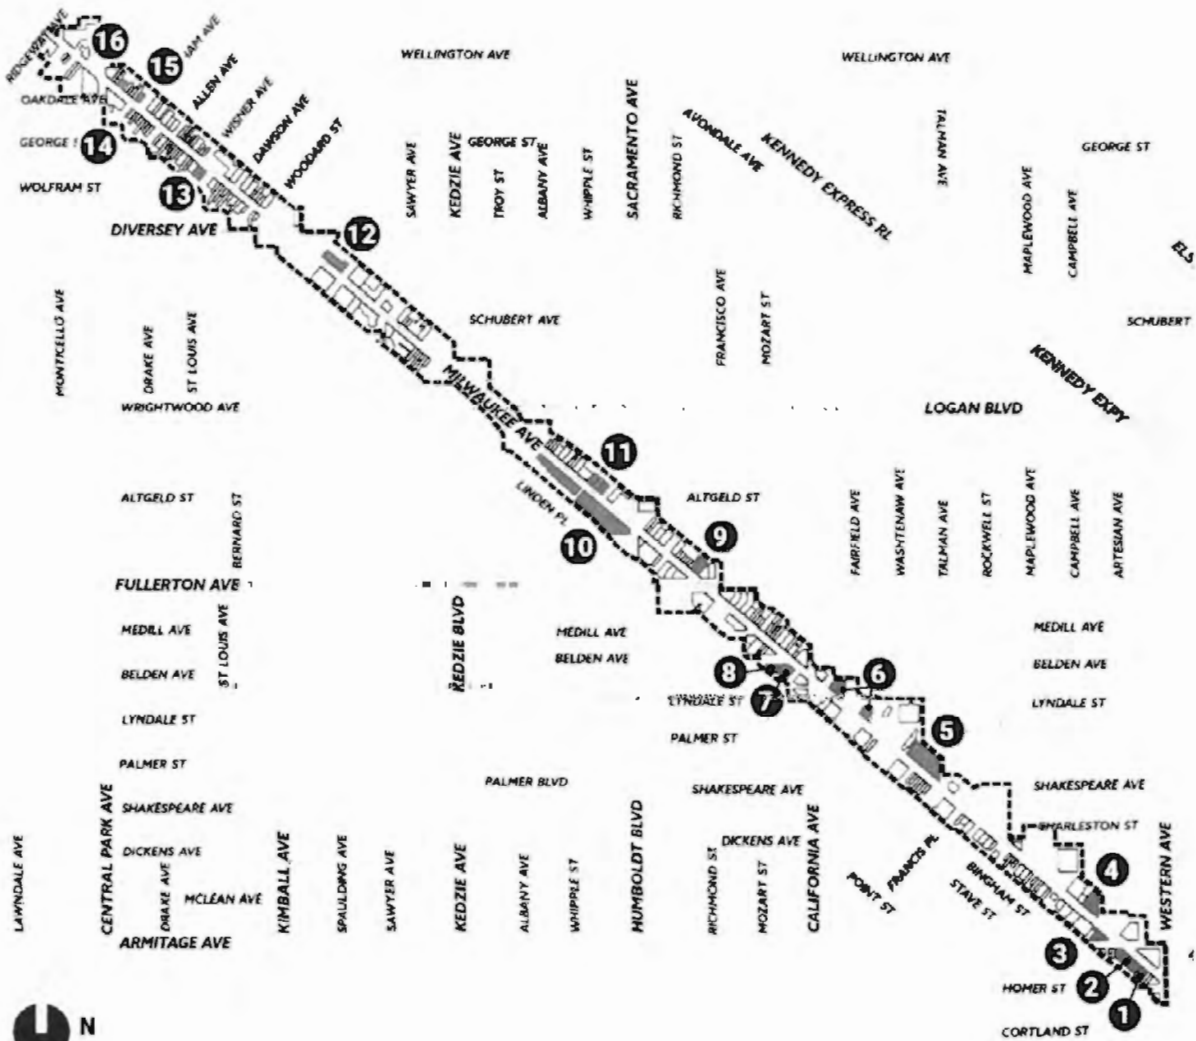 RIDGEWAY AVE
16
15
ALLEN AVE
WISNER AVE
DAWSON AVE
WOODARD ST
OAKDALE AVE
GEORGE
14
WOLFRAM ST
13
DIVERSEY AVE
12
WELLINGTON AVE
WELLINGTON AVE
SAWYER AVE
KEDZIE AVE
GEORGE ST
TROY ST
ALBANY AVE
WHIPPLE ST
SACRAMENTO AVE
RICHMOND ST
AVONDALE AVE
KENNEDY EXPRESS RL
TALMAN AVE
GEORGE ST
MAPLEWOOD AVE
CAMPBELL AVE
ELS
MONTICELLO AVE
DRAKE AVE
ST LOUIS AVE
SCHUBERT AVE
FRANCISCO AVE
MOZART ST
SCHUBERT
KENNEDY EXPY
WRIGHTWOOD AVE
MILWAUKEE AVE
LOGAN BLVD
11
ALTGELD ST
BERNARD ST
LINDEN PL
10
ALTGELD ST
9
FAIRFIELD AVE
WASHTENAW AVE
TALMAN AVE
ROCKWELL ST
MAPLEWOOD AVE
CAMPBELL AVE
ARTESIAN AVE
FULLERTON AVE
MEDILL AVE
ST LOUIS AVE
KEDZIE BLVD
MEDILL AVE
MEDILL AVE
BELDEN AVE
BELDEN AVE
8
7
6
BELDEN AVE
LYNDALE ST
LYNDALE ST
LYNDALE ST
PALMER ST
PALMER ST
5
PALMER BLVD
SHAKESPEARE AVE
SHAKESPEARE AVE
SHAKESPEARE AVE
CHARLESTON ST
DICKENS AVE
DICKENS AVE
LAWNDALE AVE
CENTRAL PARK AVE
DRAKE AVE
MCLEAN AVE
KIMBALL AVE
SPAULDING AVE
SAWYER AVE
KEDZIE AVE
ALBANY AVE
WHIPPLE ST
HUMBOLDT BLVD
RICHMOND ST
MOZART ST
CALIFORNIA AVE
POINT ST
FRANCIS PL
STAVE ST
BINGHAM ST
4
WESTERN AVE
ARMITAGE AVE
3
2
1
HOMER ST
CORTLAND ST
N